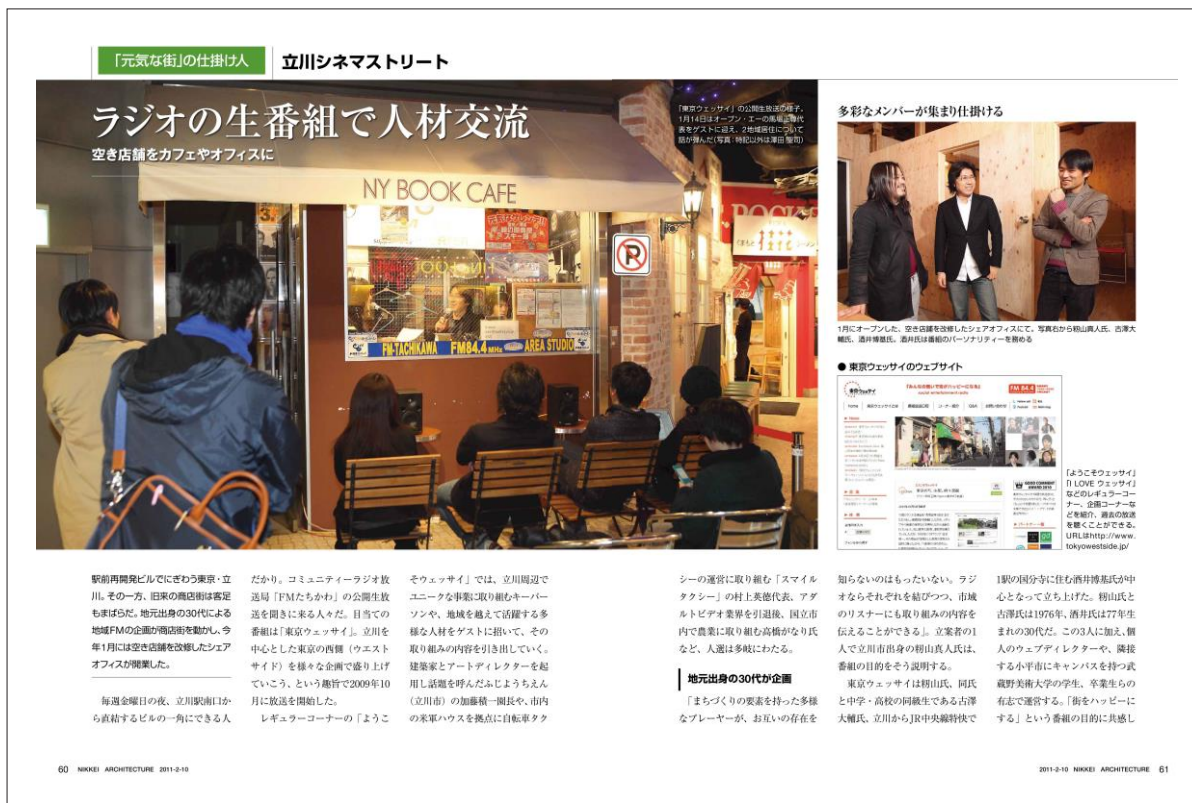 「元気な街」の仕掛け人
立川シネマストリート
ラジオの生番組で人材交流
空き店舗をカフェやオフィスに
「東京ウェッサイ」の公開生放送の様子。
1月14日はオープン・エーの馬場正尊代
表をゲストに迎え、2地域居住について
話が弾んだ(写真:特記以外は澤田 聖司)
NY BOOK CAFE
FM-TACHIKAWA FM84.4 MHz AREA STUDIO
多彩なメンバーが集まり仕掛ける
1月にオープンした、空き店舗を改修したシェアオフィスにて。写真右から籾山真人氏、古澤大
輔氏、酒井博基氏。酒井氏は番組のパーソナリティーを務める
● 東京ウェッサイのウェブサイト
FM 84.4
home
「ようこそウェッサイ」
「I LOVE ウェッサイ」
などのレギュラーコー
ナー、企画コーナーな
どを紹介。過去の放送
を聴くことができる。
URLはhttp://www.
tokyowestside.jp/
駅前再開発ビルでにぎわう東京・立
川。その一方、旧来の商店街は客足
もまばらだ。地元出身の30代による
地域FMの企画が商店街を動かし、今
年1月には空き店舗を改修したシェア
オフィスが開業した。
毎週金曜日の夜、立川駅南口か
ら直結するビルの一角にできる人
だかり。コミュニティーラジオ放
送局「FMたちかわ」の公開生放
送を聞きに来る人々だ。目当ての
番組は「東京ウェッサイ」。立川を
中心とした東京の西側(ウエスト
サイド)を様々な企画で盛り上げ
ていこう、という趣旨で2009年10
月に放送を開始した。
レギュラーコーナーの「ようこ
そウェッサイ」では、立川周辺で
ユニークな事業に取り組むキーパー
ソンや、地域を越えて活躍する多
様な人材をゲストに招いて、その
取り組みの内容を引き出していく。
建築家とアートディレクターを起
用し話題を呼んだふじようちえん
(立川市)の加藤積一園長や、市内
の米軍ハウスを拠点に自転車タク
シーの運営に取り組む「スマイル
タクシー」の村上英徳代表、アダ
ルトビデオ業界を引退後、国立市
内で農業に取り組む高橋がなり氏
など、人選は多岐にわたる。
地元出身の30代が企画
「まちづくりの要素を持った多様
なプレーヤーが、お互いの存在を
知らないのはもったいない。ラジ
オならそれぞれを結びつつ、市域
のリスナーにも取り組みの内容を
伝えることができる」。立案者の1
人で立川市出身の籾山真人氏は、
番組の目的をそう説明する。
東京ウェッサイは籾山氏、同氏
と中学・高校の同級生である古澤
大輔氏、立川からJR中央線特快で
1駅の国分寺に住む酒井博基氏が中
心となって立ち上げた。籾山氏と
古澤氏は1976年、酒井氏は77年生
まれの30代だ。この3人に加え、個
人のウェブディレクターや、隣接
する小平市にキャンパスを持つ武
蔵野美術大学の学生、卒業生らの
有志で運営する。「街をハッピーに
する」という番組の目的に共感し
60 NIKKEI ARCHITECTURE 2011-2-10
2011-2-10 NIKKEI ARCHITECTURE 61